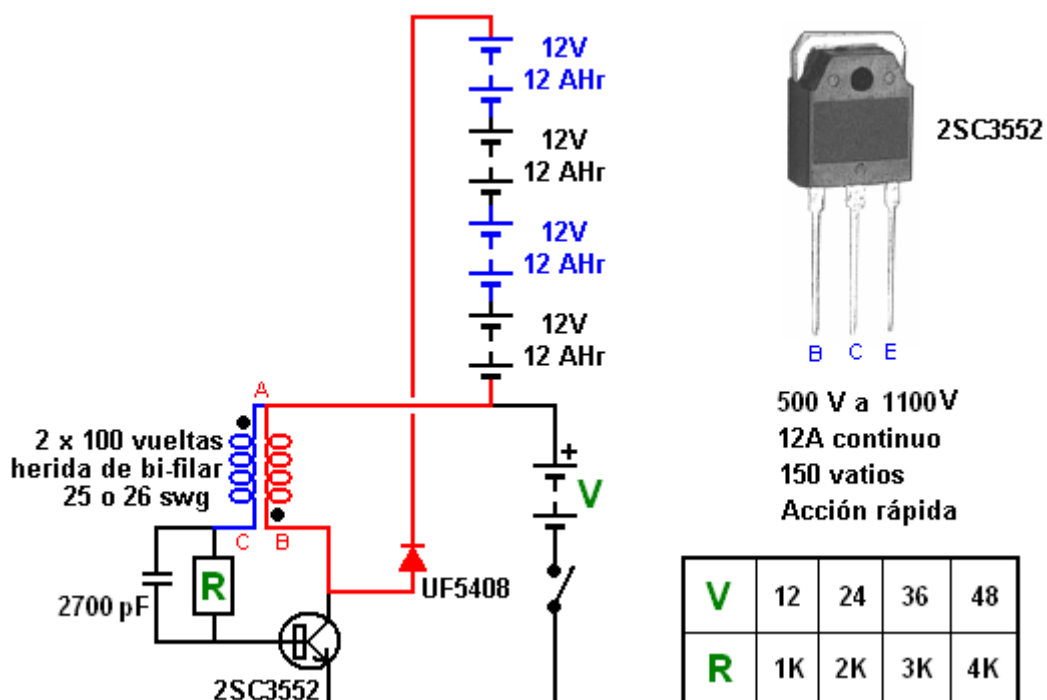 12V
12 AHr
12V
12 AHr
12V
12 AHr
12V
12 AHr
A
2 x 100 vueltas
herida de bi-filar
25 o 26 swg
C
B
R
2700 pF
2SC3552
UF5408
+
V
2SC3552
B C E
500 V a 1100 V
12A continuo
150 vatios
Acción rápida
V 12 24 36 48
R 1K 2K 3K 4K